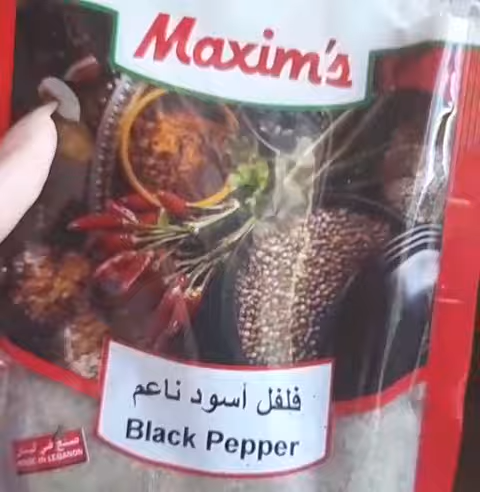 Maxim's
فلفل أسود ناعم
Black Pepper
صنع في لبنان
MADE IN LEBANON